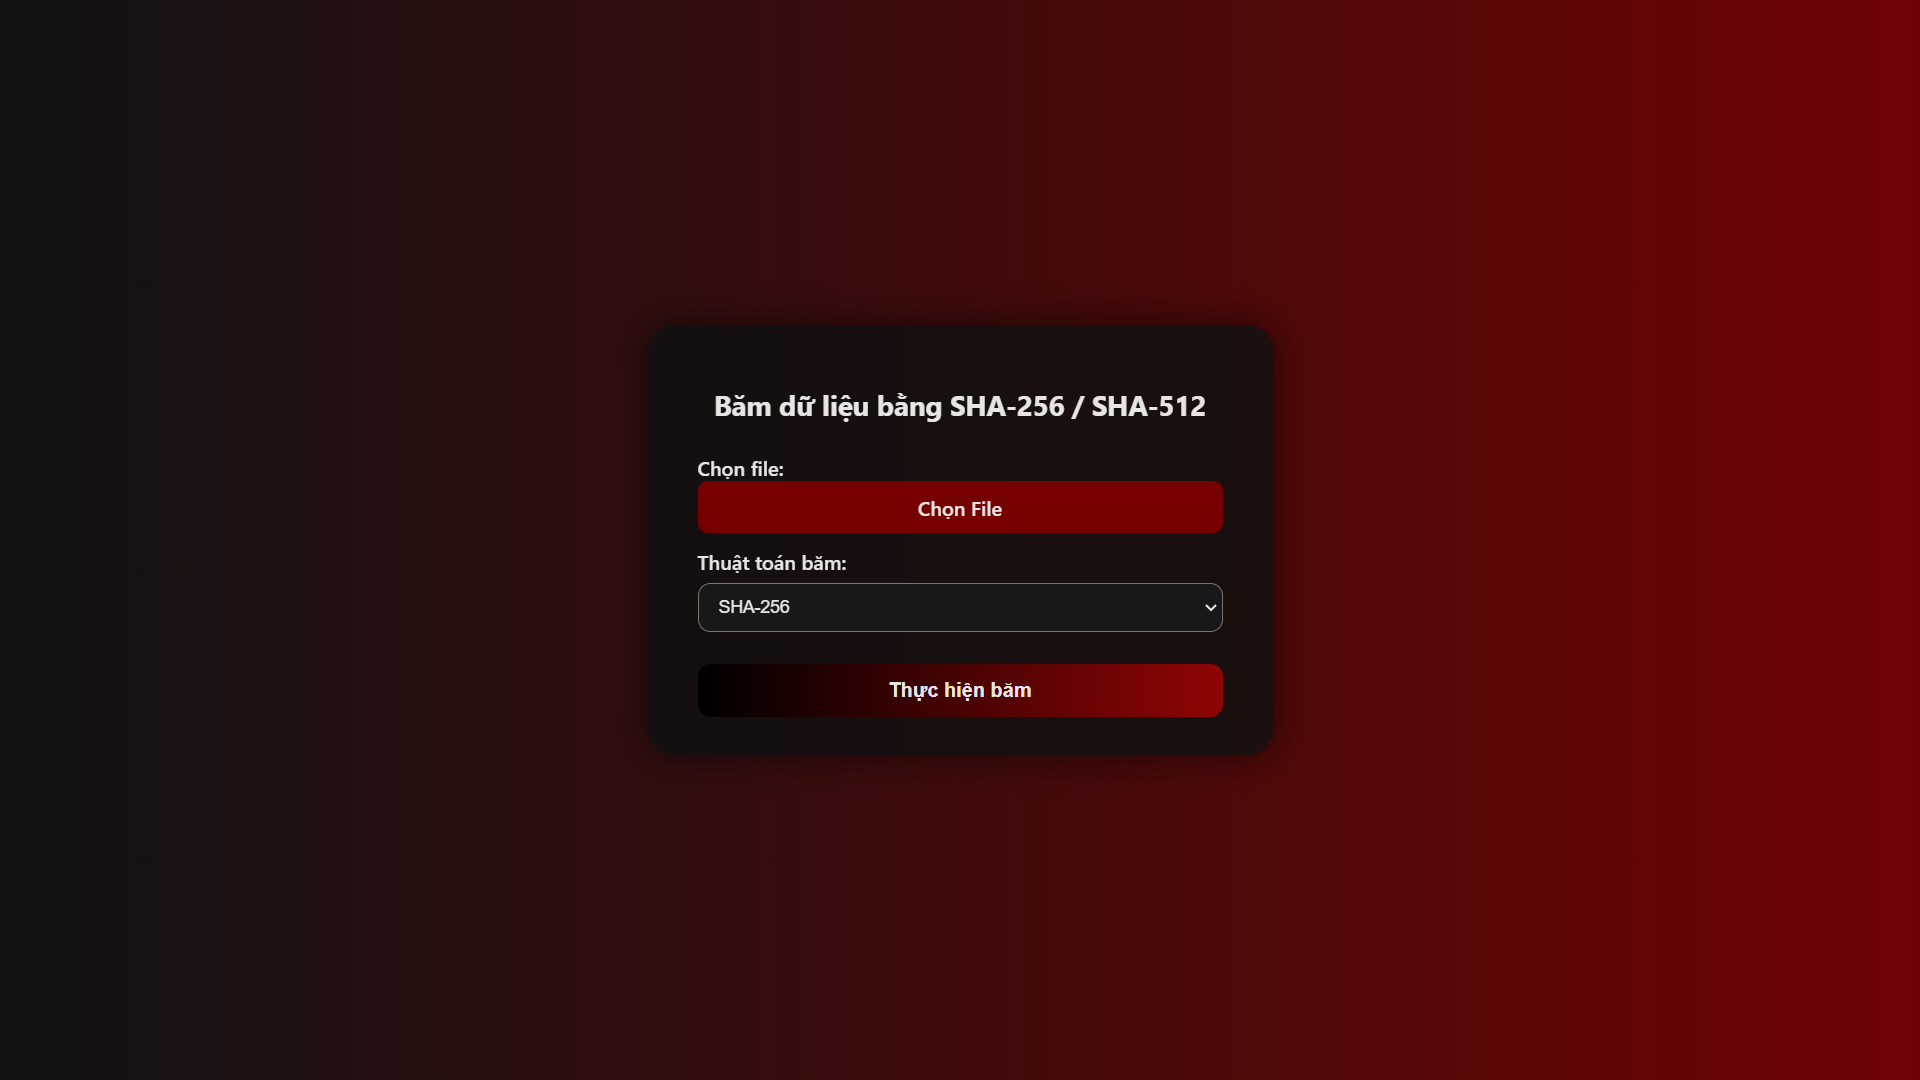 Băm dữ liệu bằng SHA-256 / SHA-512
Chọn file:
Chọn File
Thuật toán băm:
SHA-256
Thực hiện băm